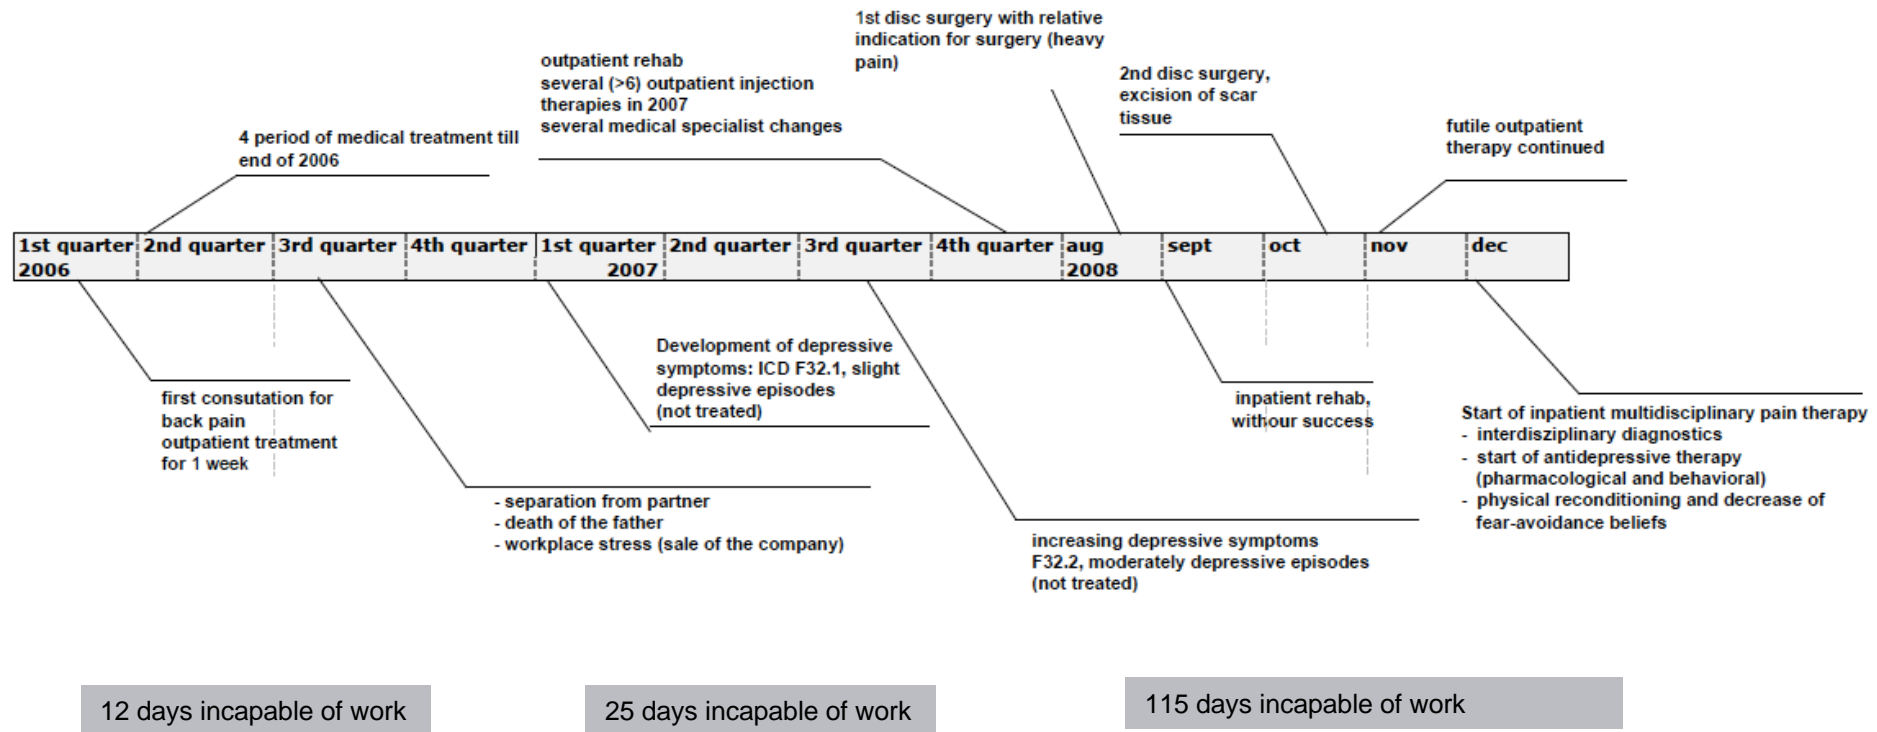 1st disc surgery with relative
indication for surgery (heavy
pain)
outpatient rehab
several (>6) outpatient injection
therapies in 2007
several medical specialist changes
2nd disc surgery,
excision of scar
tissue
4 period of medical treatment till
end of 2006
futile outpatient
therapy continued
1st quarter 2nd quarter 3rd quarter 4th quarter 1st quarter 2nd quarter 3rd quarter 4th quarter aug sept oct nov dec
2006 2007 2008
first consutation for
back pain
outpatient treatment
for 1 week
- separation from partner
- death of the father
- workplace stress (sale of the company)
Development of depressive
symptoms: ICD F32.1, slight
depressive episodes
(not treated)
increasing depressive symptoms
F32.2, moderately depressive episodes
(not treated)
inpatient rehab,
withour success
Start of inpatient multidisciplinary pain therapy
- interdisziplinary diagnostics
- start of antidepressive therapy
(pharmacological and behavioral)
- physical reconditioning and decrease of
fear-avoidance beliefs
12 days incapable of work
25 days incapable of work
115 days incapable of work